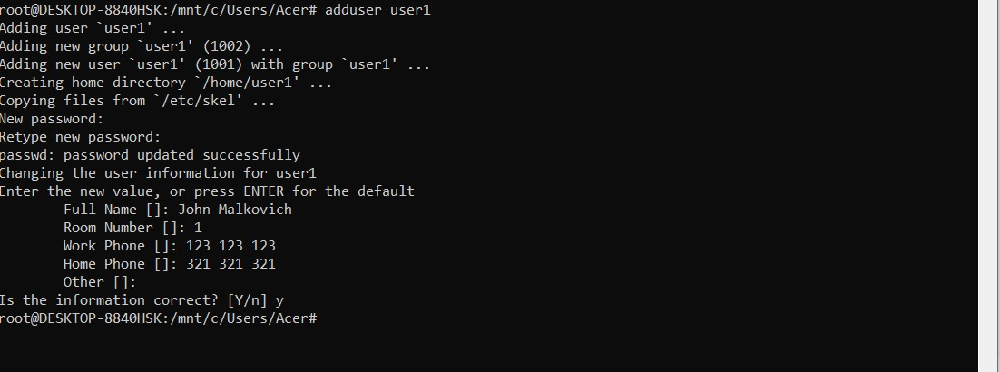 root@DESKTOP-8840HSK:/mnt/c/Users/Acer# adduser user1
Adding user `user1' ...
Adding new group `user1' (1002) ...
Adding new user `user1' (1001) with group `user1' ...
Creating home directory `/home/user1' ...
Copying files from `/etc/skel' ...
New password:
Retype new password:
passwd: password updated successfully
Changing the user information for user1
Enter the new value, or press ENTER for the default
Full Name []: John Malkovich
Room Number []: 1
Work Phone []: 123 123 123
Home Phone []: 321 321 321
Other []:
Is the information correct? [Y/n] y
root@DESKTOP-8840HSK:/mnt/c/Users/Acer#